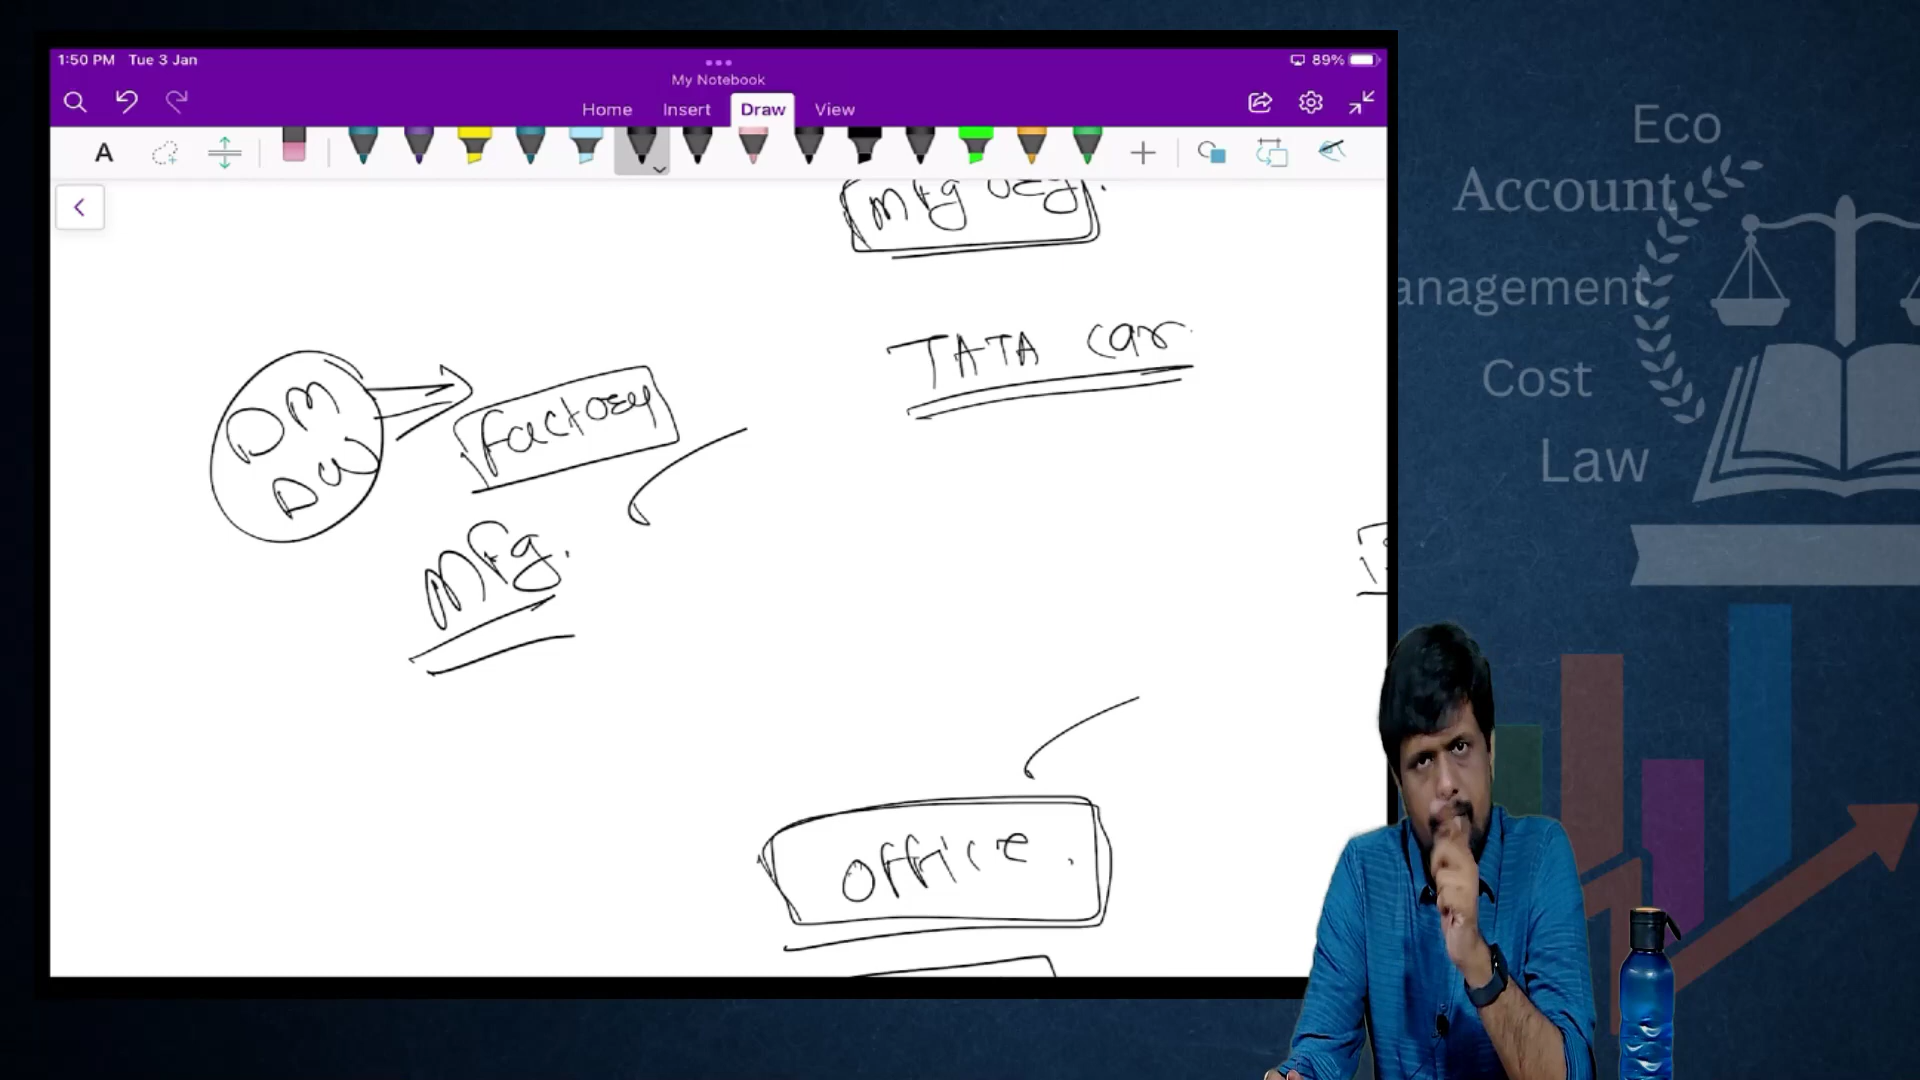 1:50 PM Tue 3 Jan
89%
My Notebook
Home Insert Draw View
A
Mfg
TATA car
DM
DW
Factory
Mfg.
office.
Eco
Account
anagement
Cost
Law